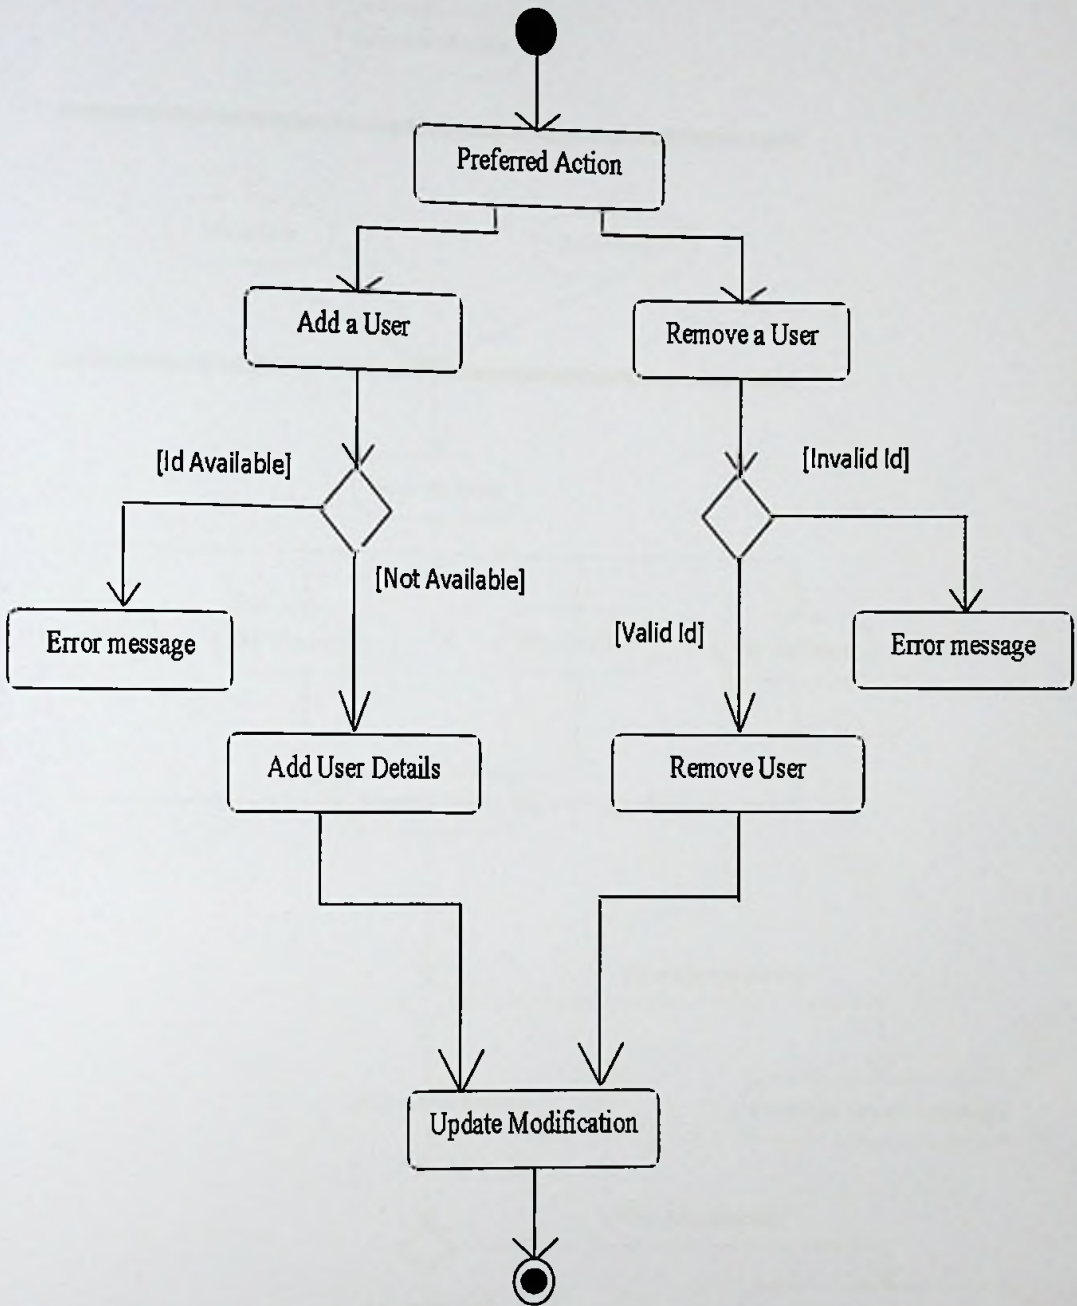 Preferred Action
Add a User
Remove a User
[Id Available]
[Invalid Id]
[Not Available]
[Valid Id]
Error message
Error message
Add User Details
Remove User
Update Modification